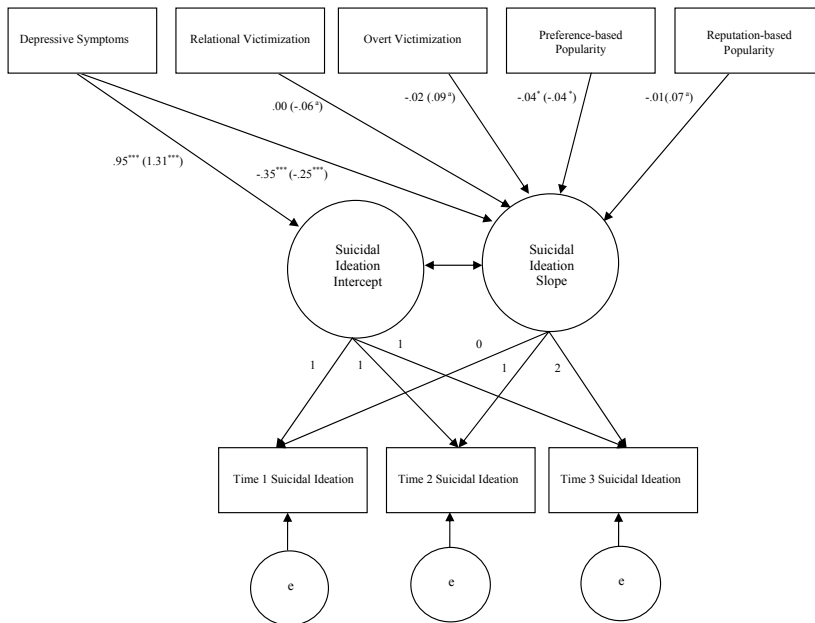 Depressive Symptoms
Relational Victimization
Overt Victimization
Preference-based
Popularity
Reputation-based
Popularity
.00 (-.06ᵃ)
-.02 (.09ᵃ)
-.04* (-.04*)
-.01(.07ᵃ)
.95*** (1.31***)
-.35*** (-.25***)
Suicidal
Ideation
Intercept
Suicidal
Ideation
Slope
1
1
1
0
1
2
Time 1 Suicidal Ideation
Time 2 Suicidal Ideation
Time 3 Suicidal Ideation
e
e
e